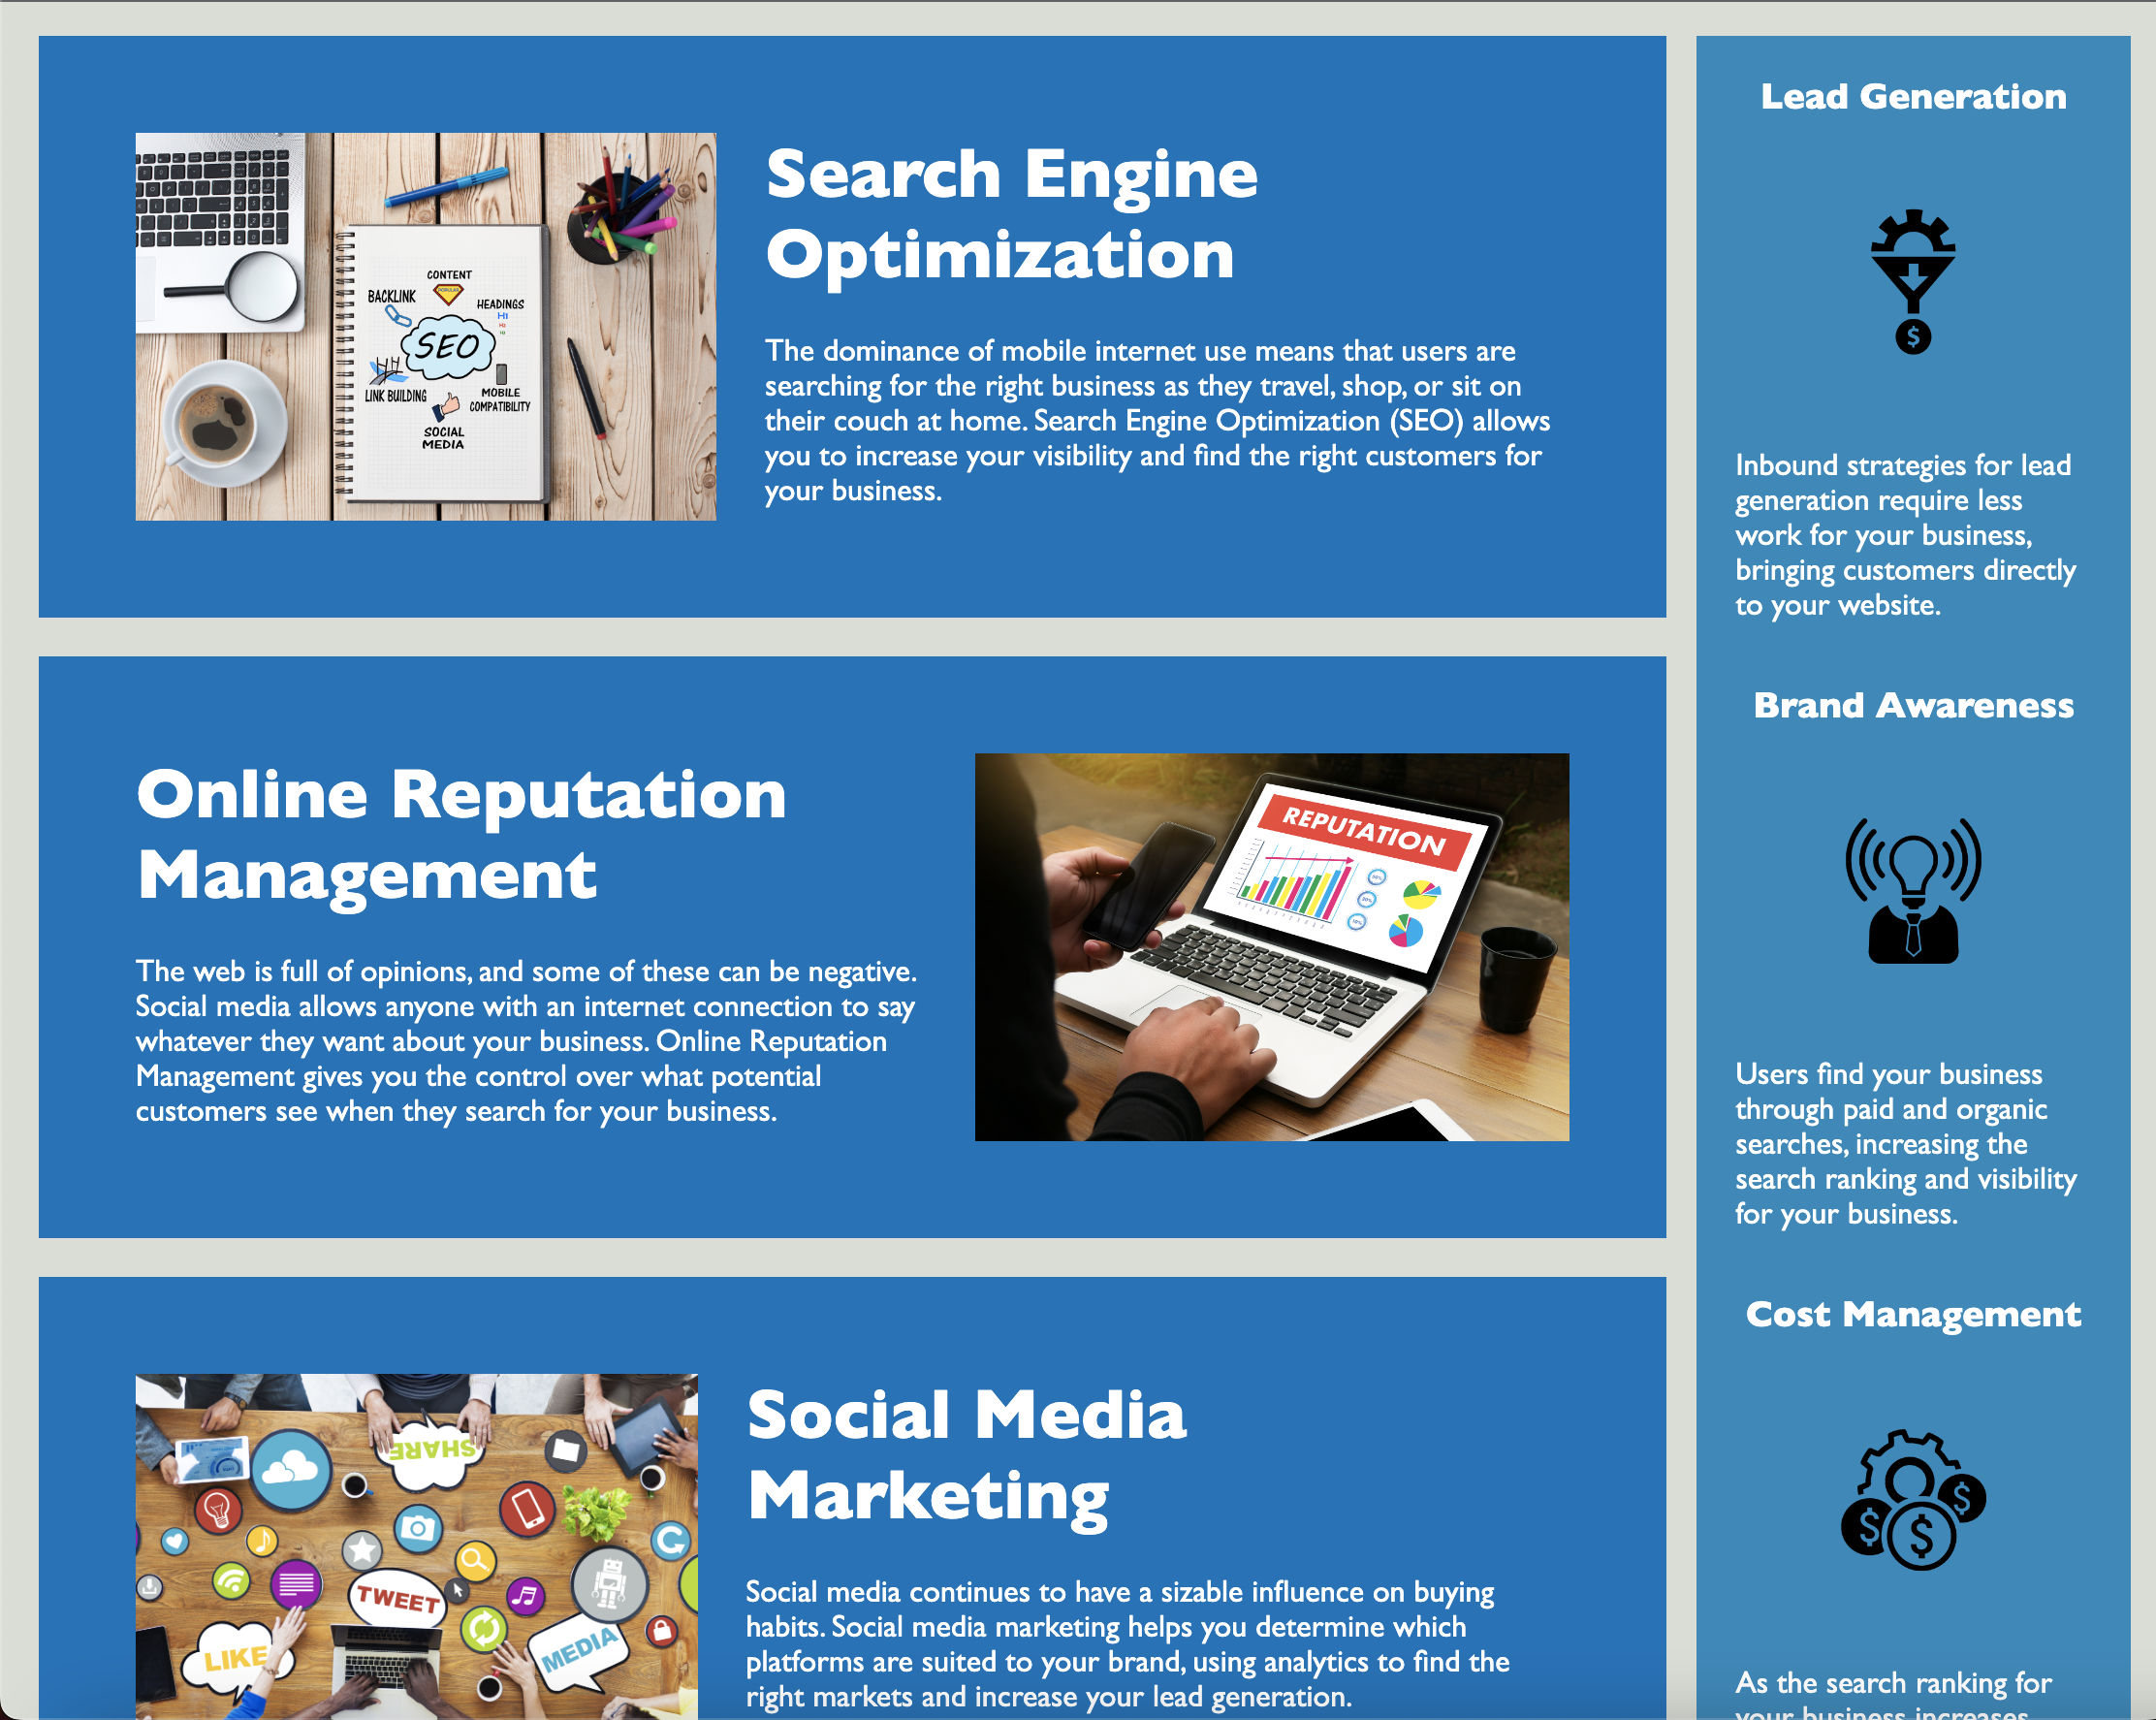 Search Engine
Optimization
The dominance of mobile internet use means that users are
searching for the right business as they travel, shop, or sit on
their couch at home. Search Engine Optimization (SEO) allows
you to increase your visibility and find the right customers for
your business.
CONTENT
POPULAR
BACKLINK
HEADINGS
H1
H2
H3
SEO
LINK BUILDING
MOBILE
COMPATIBILITY
SOCIAL
MEDIA
Online Reputation
Management
The web is full of opinions, and some of these can be negative.
Social media allows anyone with an internet connection to say
whatever they want about your business. Online Reputation
Management gives you the control over what potential
customers see when they search for your business.
REPUTATION
Social Media
Marketing
Social media continues to have a sizable influence on buying
habits. Social media marketing helps you determine which
platforms are suited to your brand, using analytics to find the
right markets and increase your lead generation.
SHARE
TWEET
LIKE
MEDIA
Lead Generation
$
Inbound strategies for lead
generation require less
work for your business,
bringing customers directly
to your website.
Brand Awareness
Users find your business
through paid and organic
searches, increasing the
search ranking and visibility
for your business.
Cost Management
$
$
$
As the search ranking for
your business increases